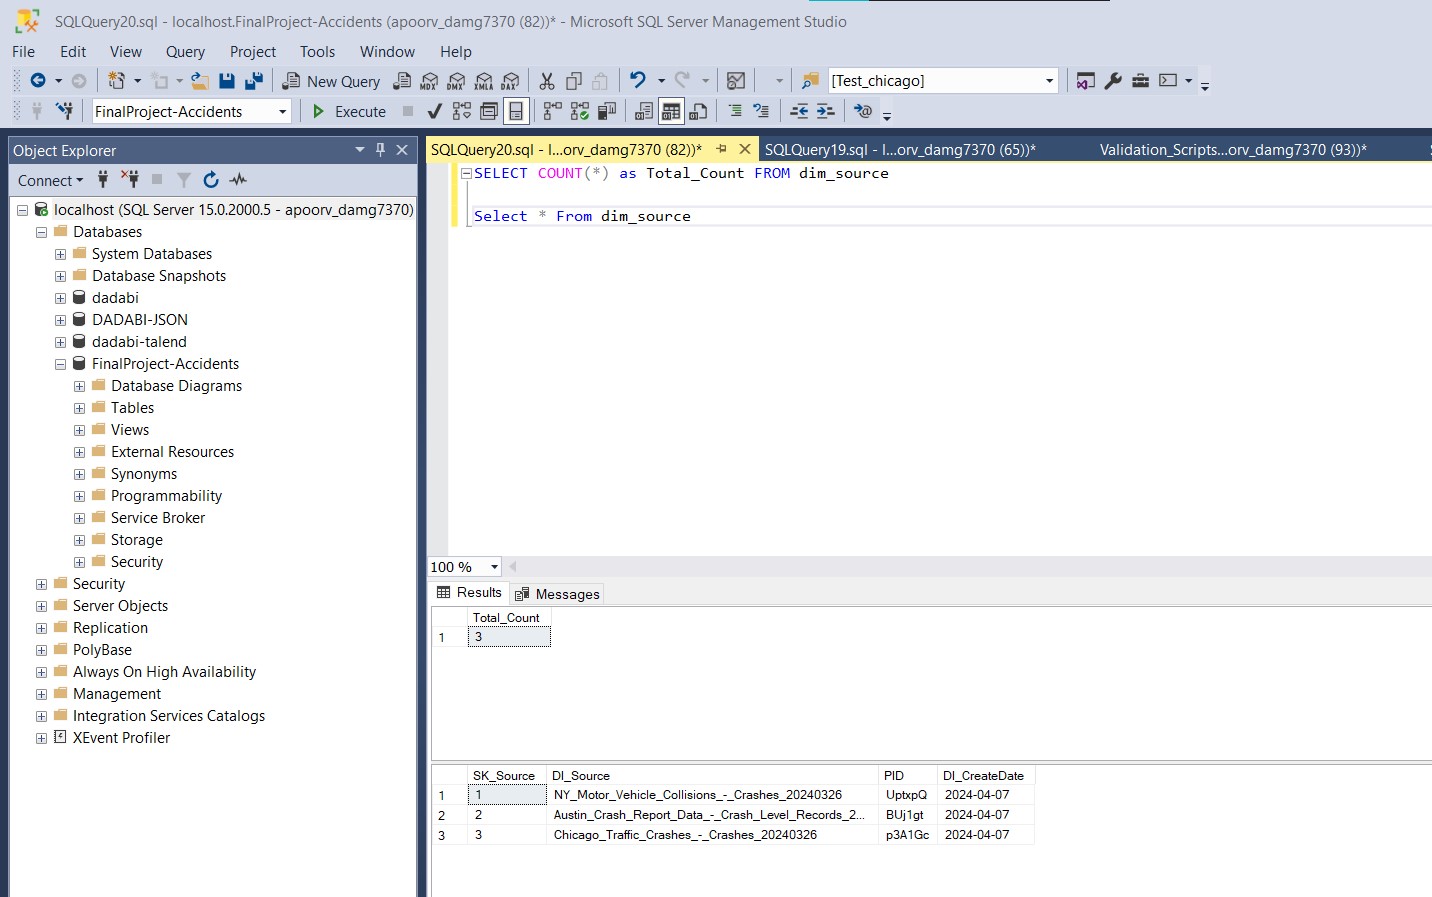 SQLQuery20.sql - localhost.FinalProject-Accidents (apoorv_damg7370 (82))* - Microsoft SQL Server Management Studio
File Edit View Query Project Tools Window Help
New Query MDX DMX XMLA DAX [Test_chicago]
FinalProject-Accidents Execute
Object Explorer
Connect
localhost (SQL Server 15.0.2000.5 - apoorv_damg7370)
Databases
System Databases
Database Snapshots
dadabi
DADABI-JSON
dadabi-talend
FinalProject-Accidents
Database Diagrams
Tables
Views
External Resources
Synonyms
Programmability
Service Broker
Storage
Security
Security
Server Objects
Replication
PolyBase
Always On High Availability
Management
Integration Services Catalogs
XEvent Profiler
SQLQuery20.sql - l...orv_damg7370 (82))* SQLQuery19.sql - l...orv_damg7370 (65))* Validation_Scripts...orv_damg7370 (93))*
SELECT COUNT(*) as Total_Count FROM dim_source
Select * From dim_source
100 %
Results Messages
Total_Count
1 3
SK_Source DI_Source PID DI_CreateDate
1 1 NY_Motor_Vehicle_Collisions_-_Crashes_20240326 UptxpQ 2024-04-07
2 2 Austin_Crash_Report_Data_-_Crash_Level_Records_2... BUj1gt 2024-04-07
3 3 Chicago_Traffic_Crashes_-_Crashes_20240326 p3A1Gc 2024-04-07